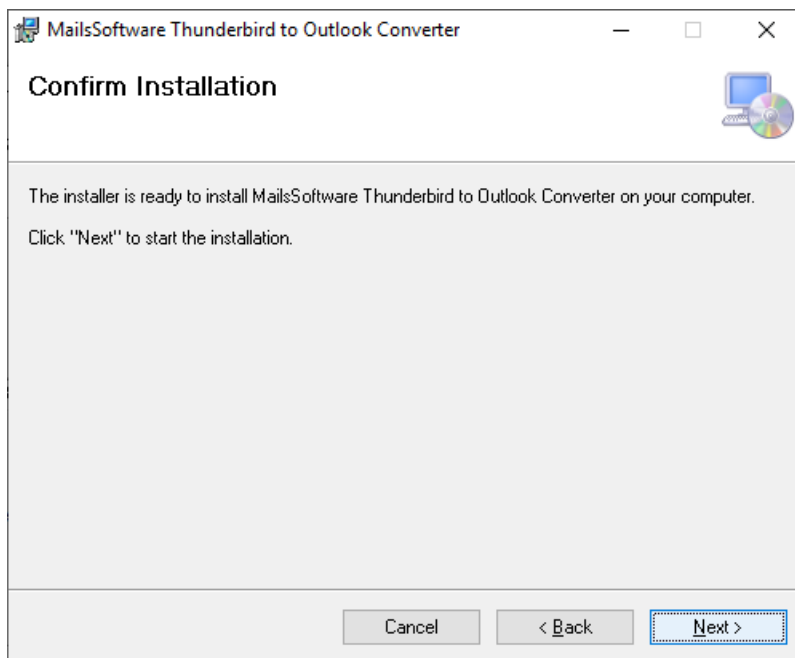 MailsSoftware Thunderbird to Outlook Converter
Confirm Installation
The installer is ready to install MailsSoftware Thunderbird to Outlook Converter on your computer.
Click "Next" to start the installation.
Cancel
< Back
Next >